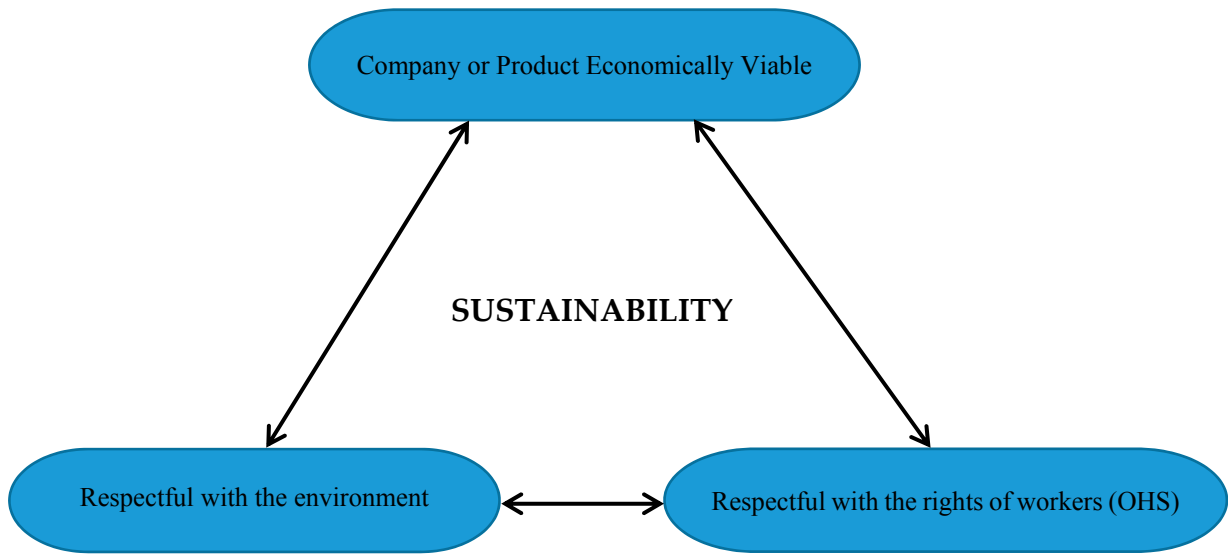 Company or Product Economically Viable
SUSTAINABILITY
Respectful with the environment
Respectful with the rights of workers (OHS)